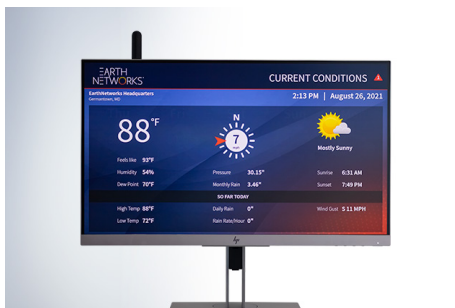 EARTH
NETWORKS
CURRENT CONDITIONS
EarthNetworks Headquarters
Germantown, MD
2:13 PM | August 26, 2021
88°F
N
7
Mostly Sunny
Feels like 93°F
Humidity 54%
Dew Point 70°F
Pressure 30.15"
Monthly Rain 3.46"
Sunrise 6:31 AM
Sunset 7:49 PM
SO FAR TODAY
High Temp 88°F
Low Temp 72°F
Daily Rain 0"
Rain Rate/Hour 0"
Wind Gust S 11 MPH
hp